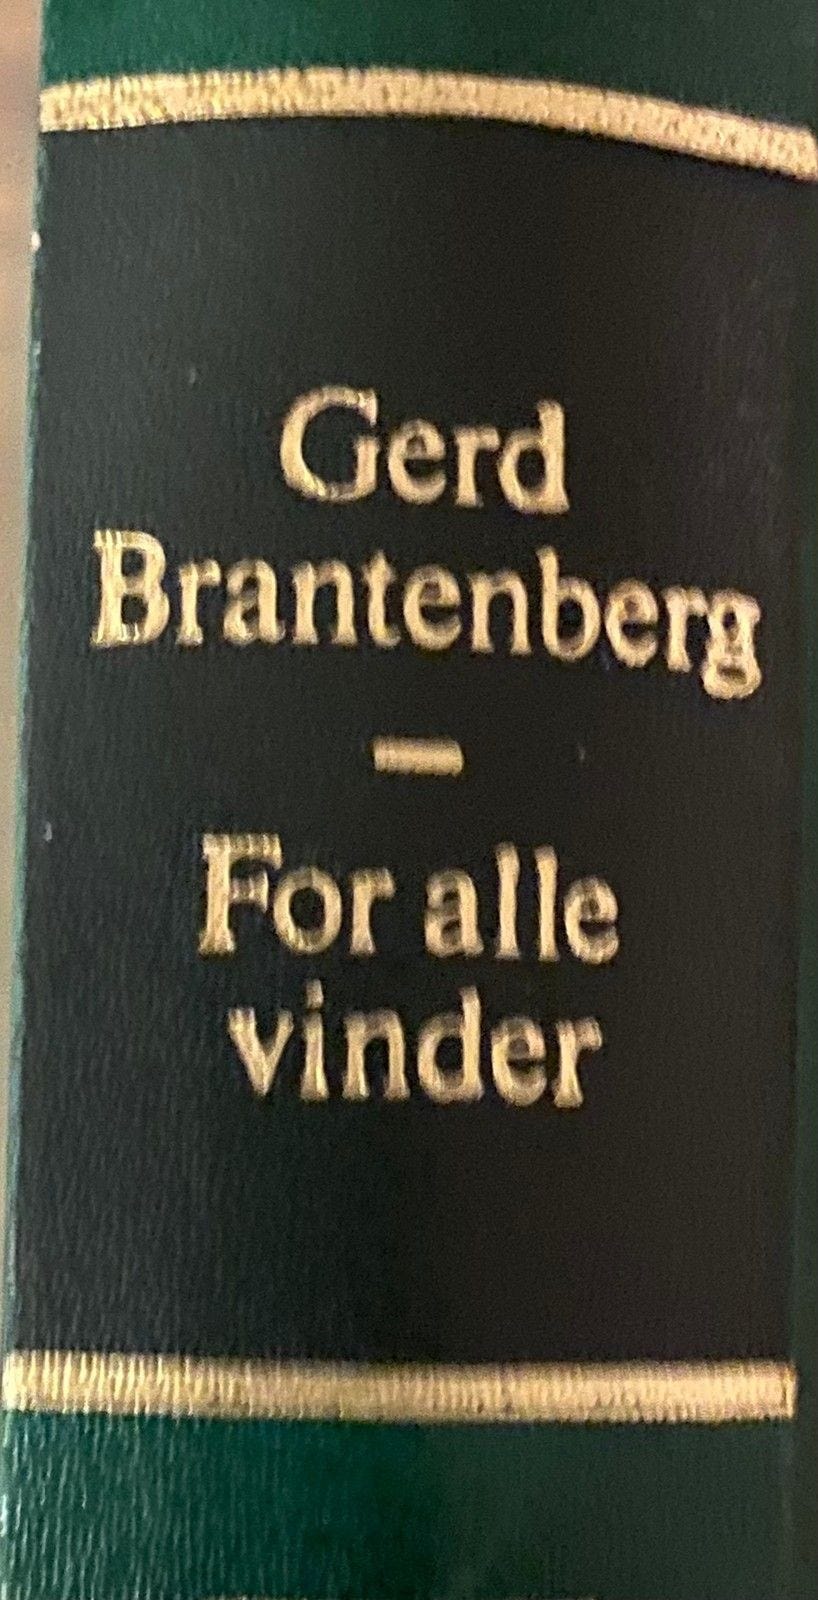 Gerd
Brantenberg
–
For alle
vinder